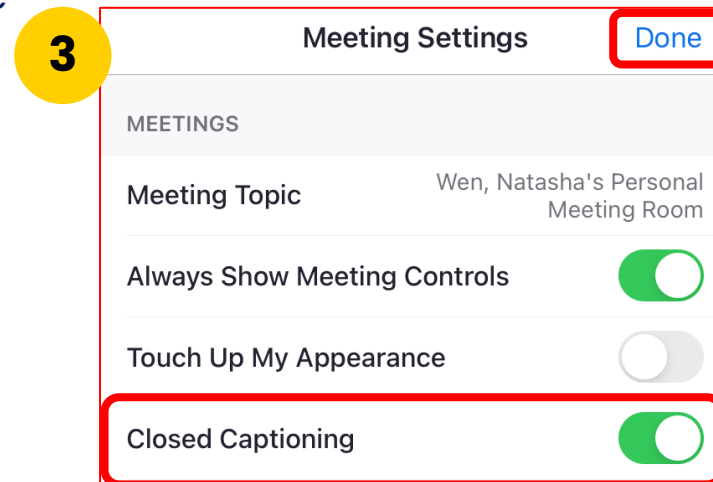 3
Meeting Settings
Done
MEETINGS
Meeting Topic
Wen, Natasha's Personal
Meeting Room
Always Show Meeting Controls
Touch Up My Appearance
Closed Captioning